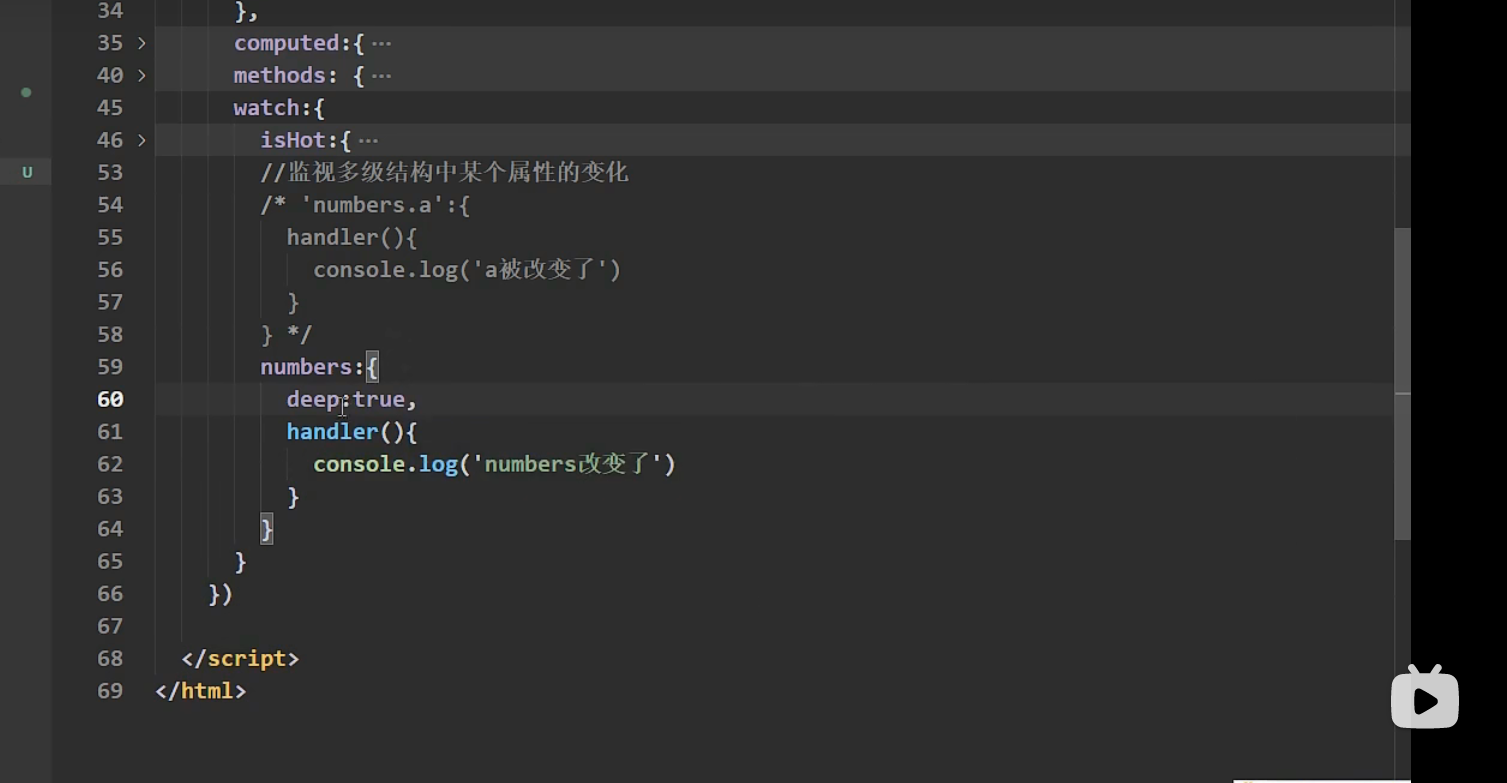 34 },
35 > computed:{ ···
40 > methods: { ···
45 watch:{
46 > isHot:{ ···
53 //监视多级结构中某个属性的变化
54 /* 'numbers.a':{
55 handler(){
56 console.log('a被改变了')
57 }
58 } */
59 numbers:{
60 deep:true,
61 handler(){
62 console.log('numbers改变了')
63 }
64 }
65 }
66 })
67
68 </script>
69 </html>
U